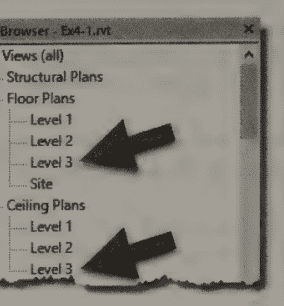 Browser - Ex4-1.rvt
Views (all)
Structural Plans
Floor Plans
Level 1
Level 2
Level 3
Site
Ceiling Plans
Level 1
Level 2
Level 3